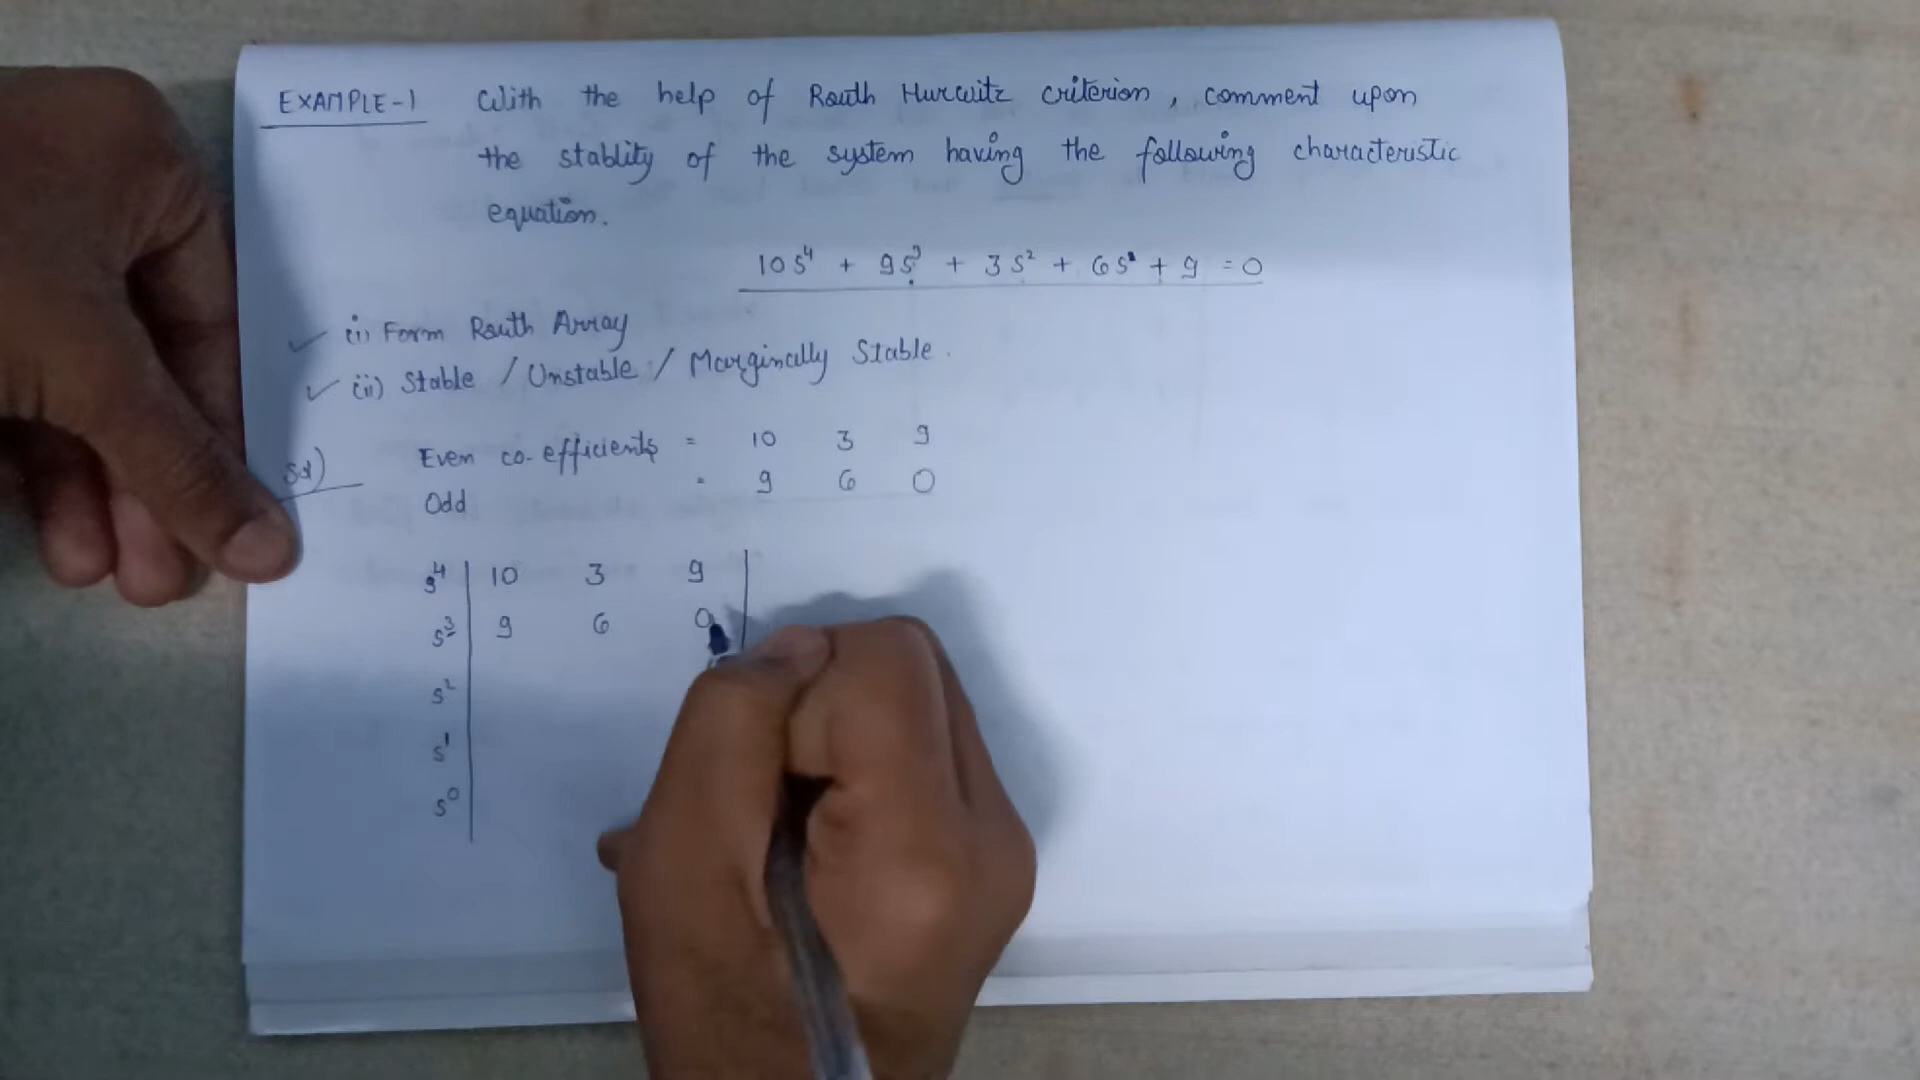 EXAMPLE-1 With the help of Routh Hurwitz criterion, comment upon
the stablity of the system having the following characteristic
equation.
10s⁴ + 9s³ + 3s² + 6s + 9 = 0
(i) Form Routh Array
(ii) Stable / Unstable / Marginally Stable.
Sol) Even co-efficients = 10 3 9
Odd = 9 6 0
s⁴ 10 3 9
s³ 9 6 0
s²
s¹
s⁰